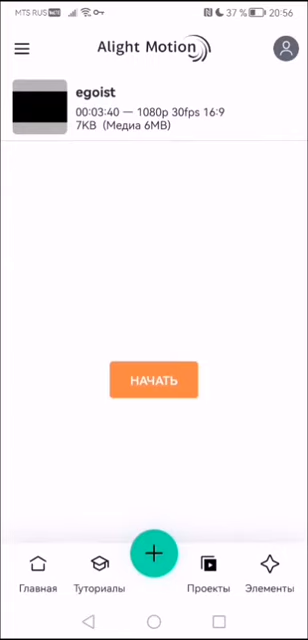 MTS RUS 37 % 20:56
Alight Motion
egoist
00:03:40 — 1080p 30fps 16:9
7KB (Медиа 6MB)
НАЧАТЬ
Главная Туториалы Проекты Элементы